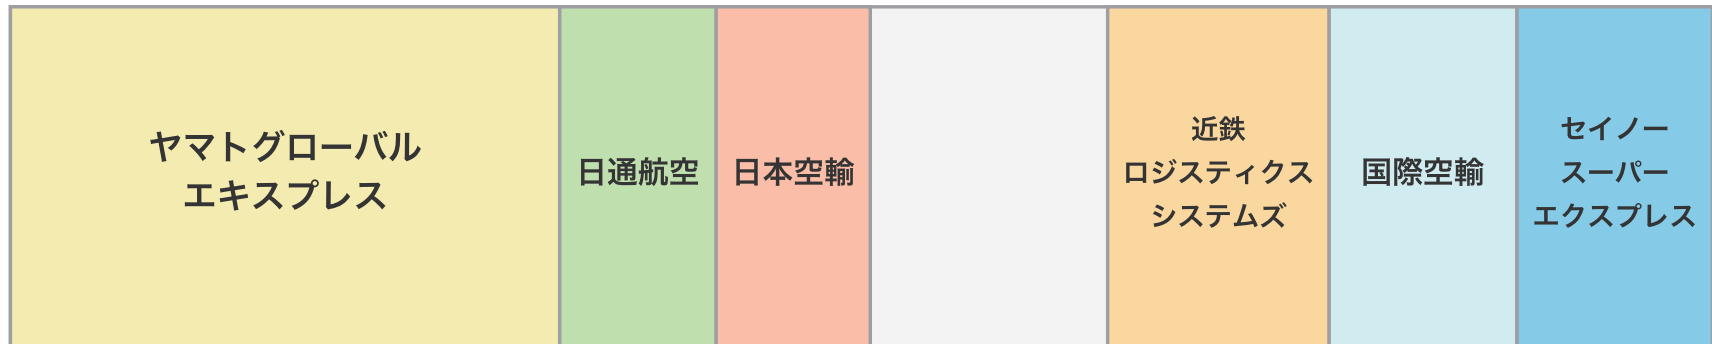 ヤマトグローバル
エキスプレス
日通航空
日本空輸
近鉄
ロジスティクス
システムズ
国際空輸
セイノー
スーパー
エクスプレス